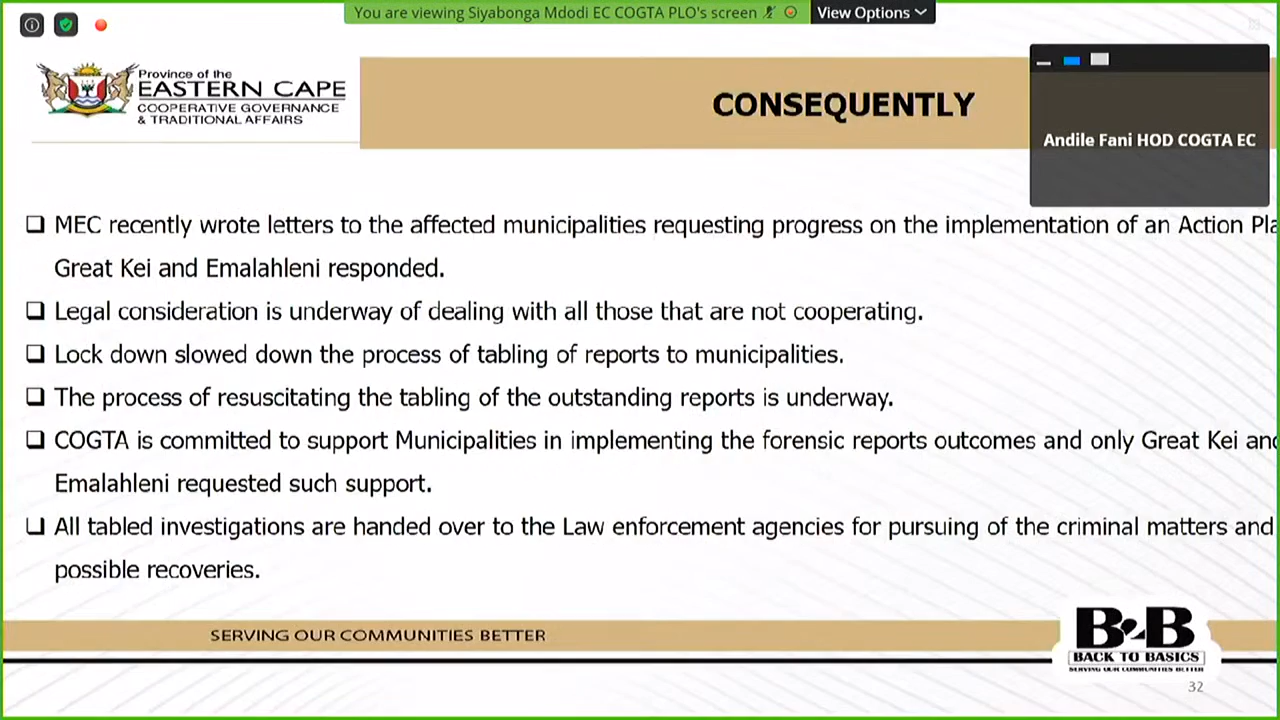 You are viewing Siyabonga Mdodi EC COGTA PLO's screen
View Options
Province of the
EASTERN CAPE
COOPERATIVE GOVERNANCE
& TRADITIONAL AFFAIRS
CONSEQUENTLY
Andile Fani HOD COGTA EC
MEC recently wrote letters to the affected municipalities requesting progress on the implementation of an Action Pla
Great Kei and Emalahleni responded.
Legal consideration is underway of dealing with all those that are not cooperating.
Lock down slowed down the process of tabling of reports to municipalities.
The process of resuscitating the tabling of the outstanding reports is underway.
COGTA is committed to support Municipalities in implementing the forensic reports outcomes and only Great Kei and
Emalahleni requested such support.
All tabled investigations are handed over to the Law enforcement agencies for pursuing of the criminal matters and
possible recoveries.
SERVING OUR COMMUNITIES BETTER
B2B
BACK TO BASICS
SERVING OUR COMMUNITIES BETTER
32